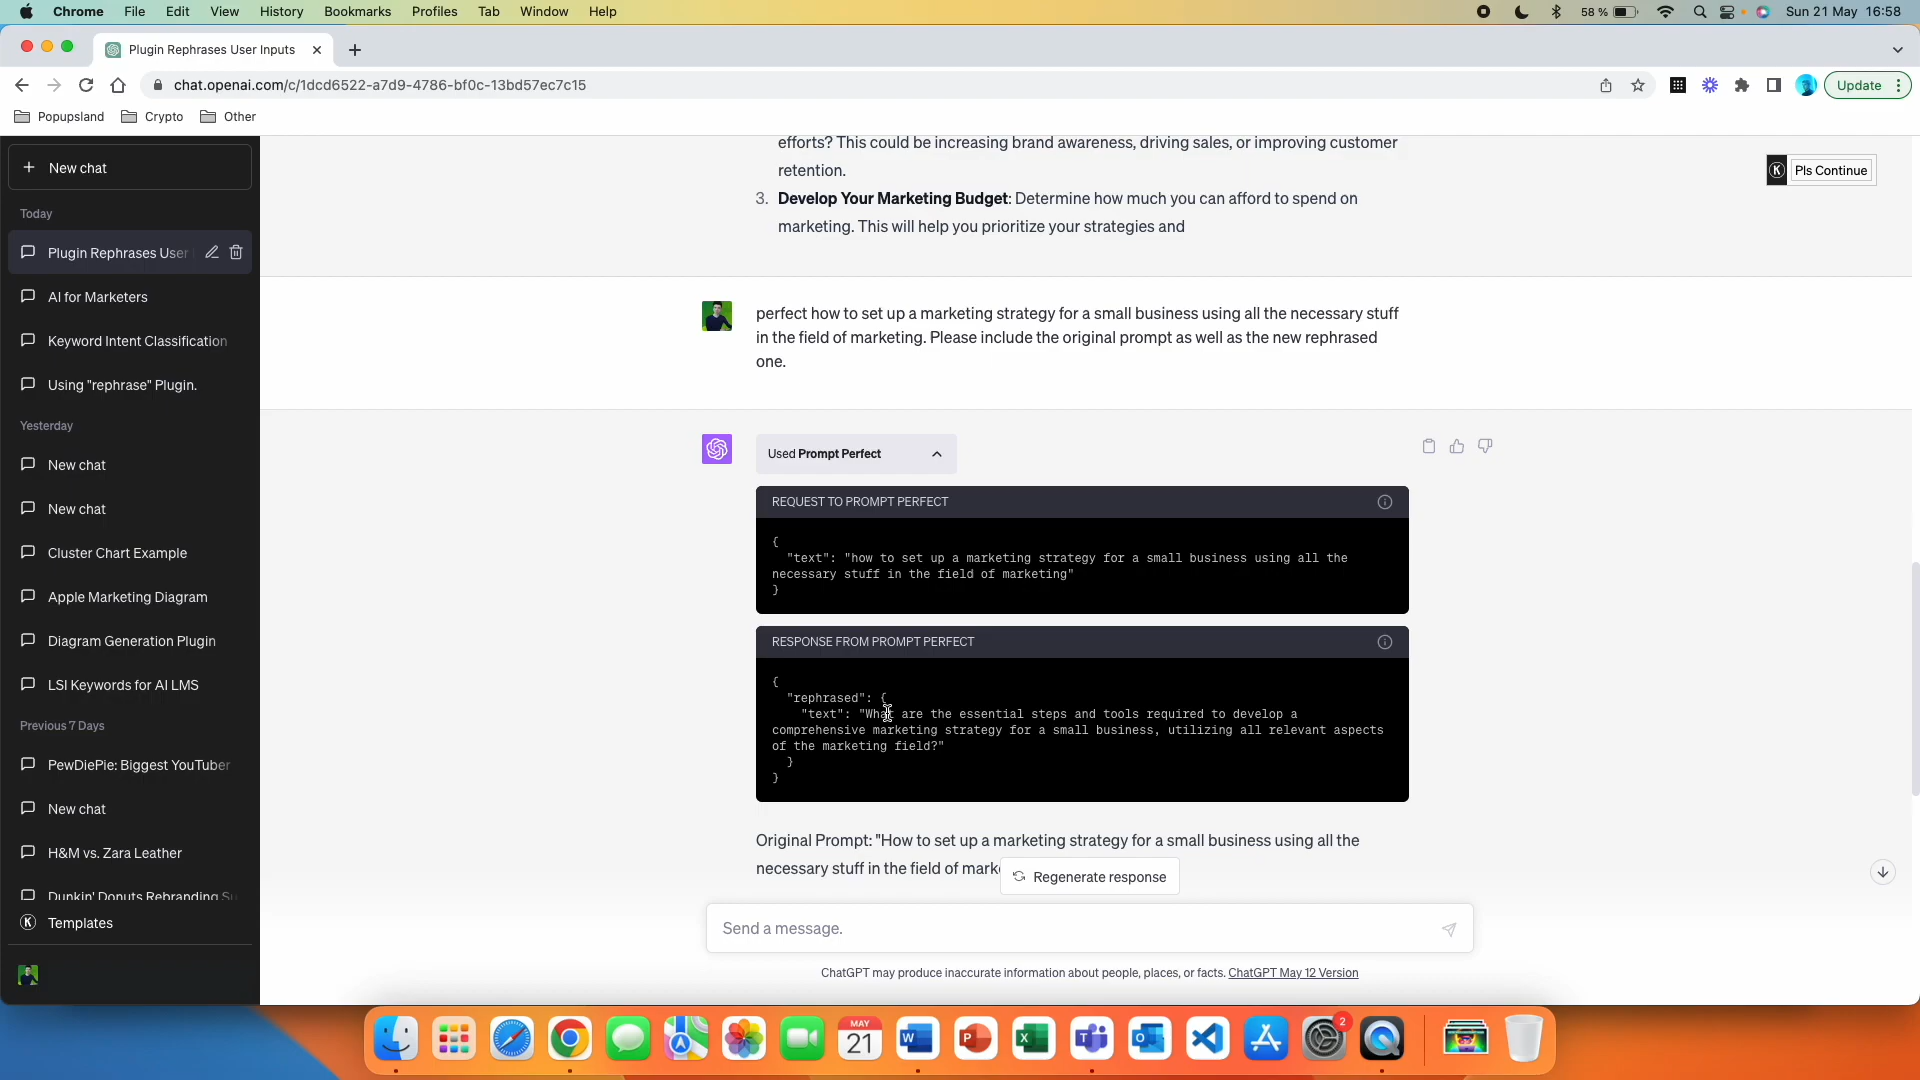 Chrome File Edit View History Bookmarks Profiles Tab Window Help 58 % Sun 21 May 16:58
Plugin Rephrases User Inputs
chat.openai.com/c/1dcd6522-a7d9-4786-bf0c-13bd57ec7c15
Update
Popupsland Crypto Other
New chat
Today
Plugin Rephrases User
AI for Marketers
Keyword Intent Classification
Using "rephrase" Plugin.
Yesterday
New chat
New chat
Cluster Chart Example
Apple Marketing Diagram
Diagram Generation Plugin
LSI Keywords for AI LMS
Previous 7 Days
PewDiePie: Biggest YouTuber
New chat
H&M vs. Zara Leather
Dunkin' Donuts Rebranding Su
K Templates
efforts? This could be increasing brand awareness, driving sales, or improving customer
retention.
3. Develop Your Marketing Budget: Determine how much you can afford to spend on
marketing. This will help you prioritize your strategies and
K Pls Continue
perfect how to set up a marketing strategy for a small business using all the necessary stuff
in the field of marketing. Please include the original prompt as well as the new rephrased
one.
Used Prompt Perfect
REQUEST TO PROMPT PERFECT
{
"text": "how to set up a marketing strategy for a small business using all the
necessary stuff in the field of marketing"
}
RESPONSE FROM PROMPT PERFECT
{
"rephrased": {
"text": "What are the essential steps and tools required to develop a
comprehensive marketing strategy for a small business, utilizing all relevant aspects
of the marketing field?"
}
}
Original Prompt: "How to set up a marketing strategy for a small business using all the
necessary stuff in the field of mark
Regenerate response
Send a message.
ChatGPT may produce inaccurate information about people, places, or facts. ChatGPT May 12 Version
MAY
21
W
P
X
T
O
2